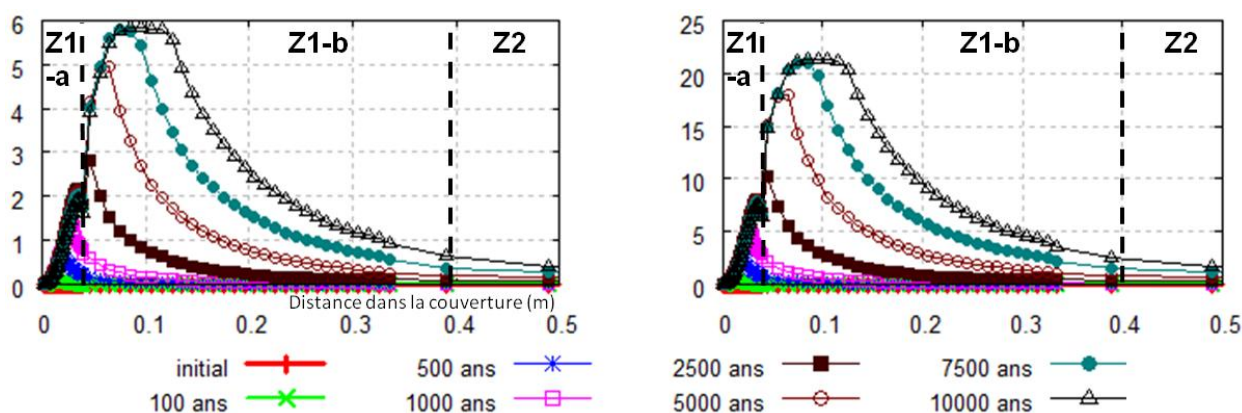 6
5
4
3
2
1
0
Z1
-a
Z1-b
Z2
Distance dans la couverture (m)
0 0.1 0.2 0.3 0.4 0.5
25
20
15
10
5
0
Z1
-a
Z1-b
Z2
0 0.1 0.2 0.3 0.4 0.5
initial 500 ans 2500 ans 7500 ans
100 ans 1000 ans 5000 ans 10000 ans